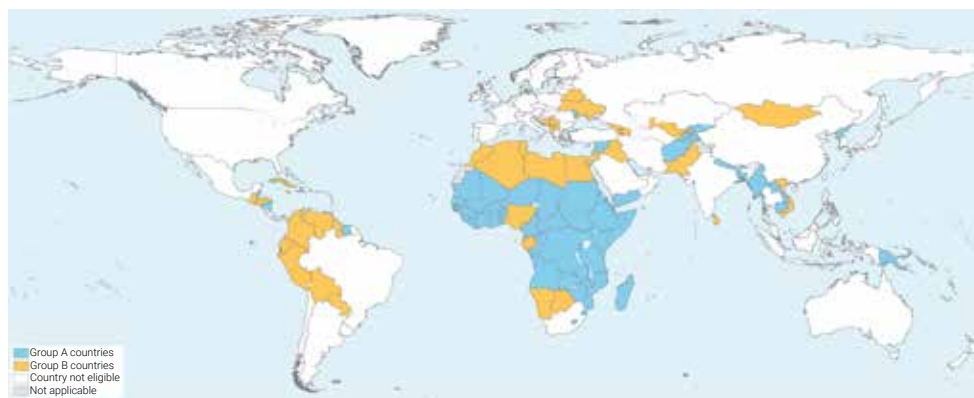 Group A countries
Group B countries
Country not eligible
Not applicable